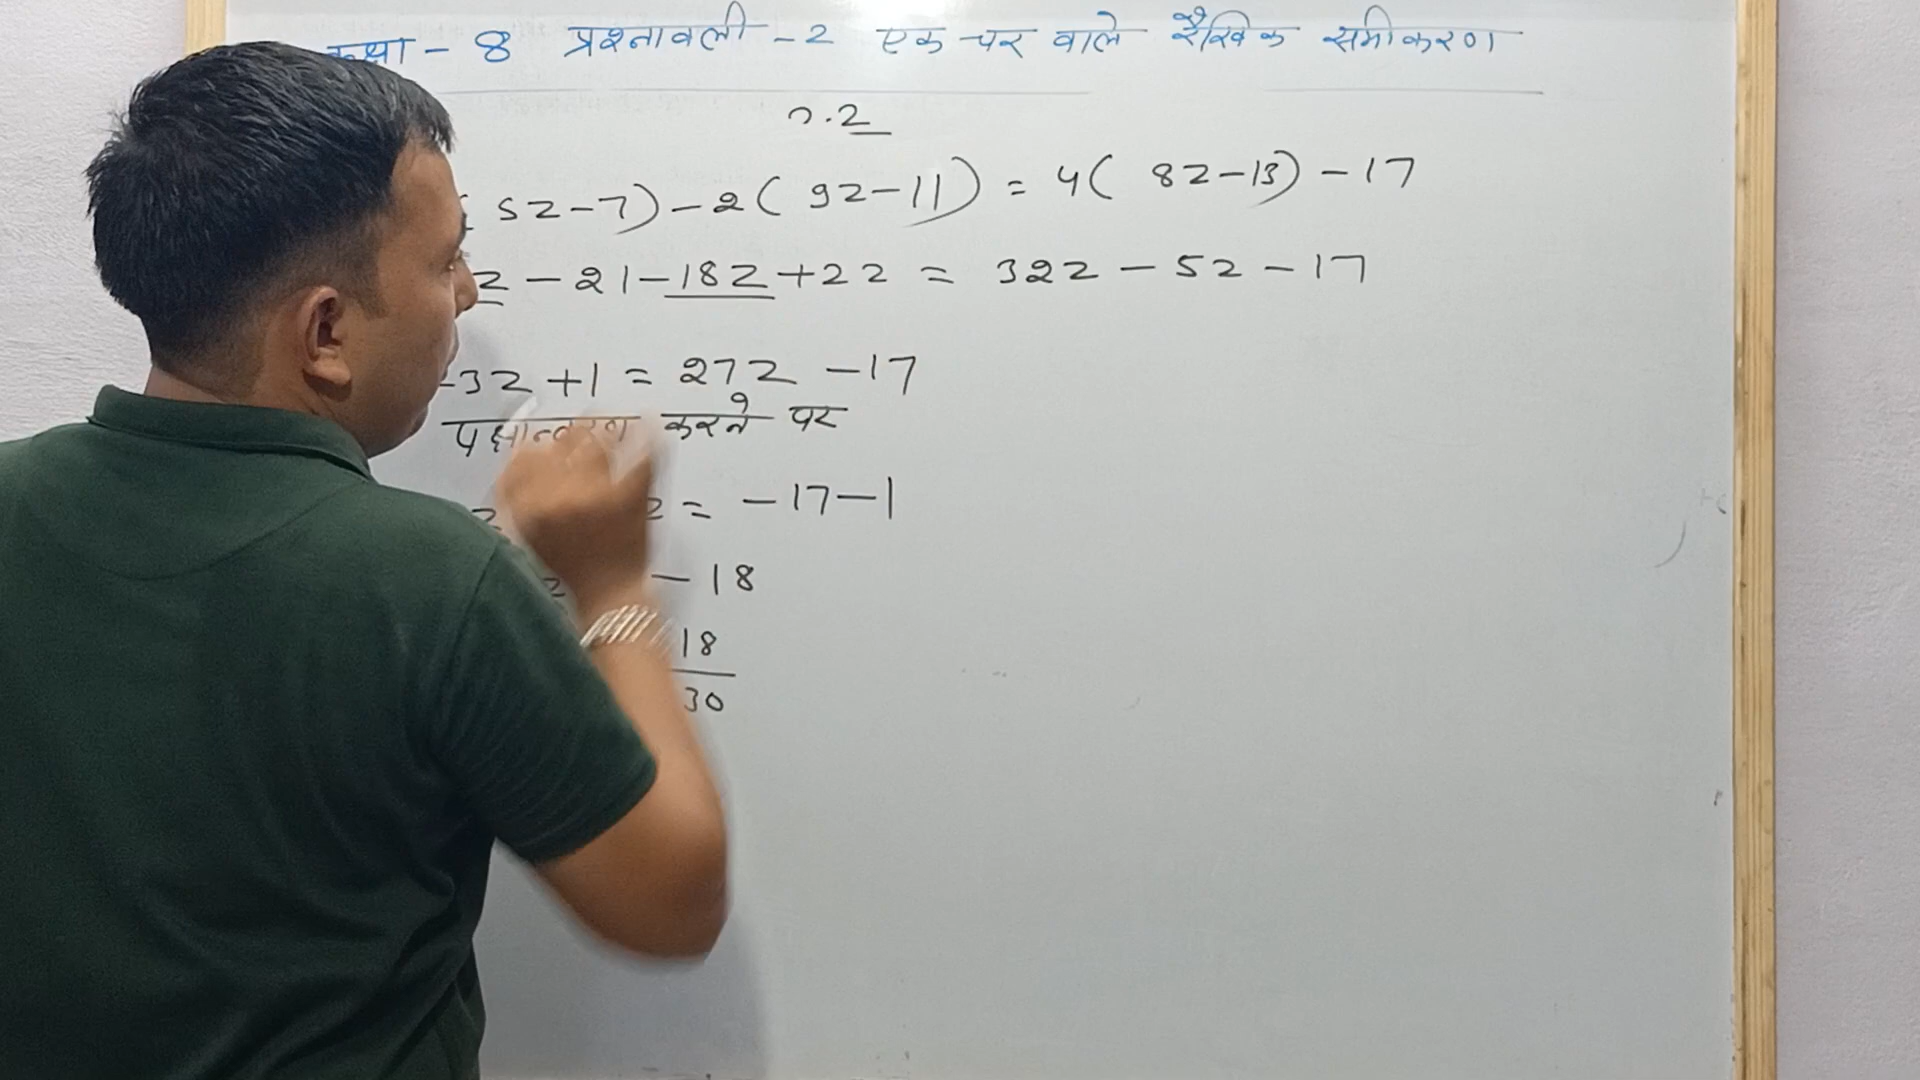 कक्षा - 8 प्रश्नावली - 2 एक चर वाले रैखिक समीकरण
2.2
(5z-7)-2(9z-11) = 4(8z-13)-17
z - 21 - 18z + 22 = 32z - 52 - 17
-3z + 1 = 27z - 17
पक्षान्तरण करने पर
z = -17-1
- 18
18
30